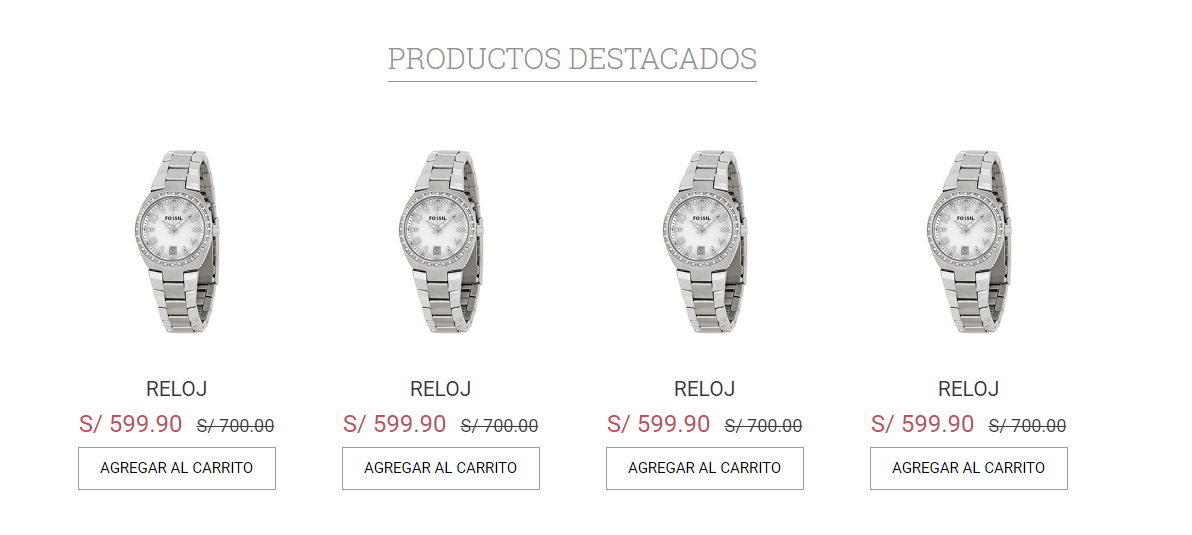 PRODUCTOS DESTACADOS
FOSSIL FOSSIL FOSSIL FOSSIL
RELOJ RELOJ RELOJ RELOJ
S/ 599.90 S/ 700.00 S/ 599.90 S/ 700.00 S/ 599.90 S/ 700.00 S/ 599.90 S/ 700.00
AGREGAR AL CARRITO AGREGAR AL CARRITO AGREGAR AL CARRITO AGREGAR AL CARRITO